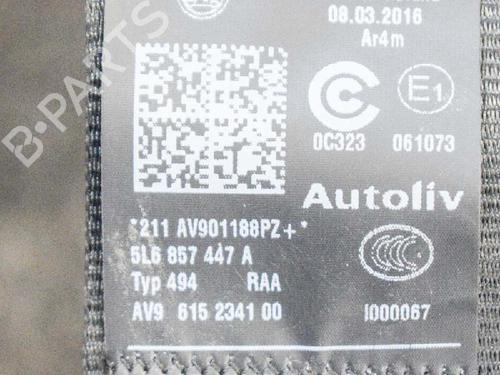 08.03.2016
Ar4m
C
E1
0C323
061073
Autoliv
*211 AV901188PZ+*
5L6 857 447 A
Typ 494 RAA
AV9 615 2341 00
I000067
B-PARTS